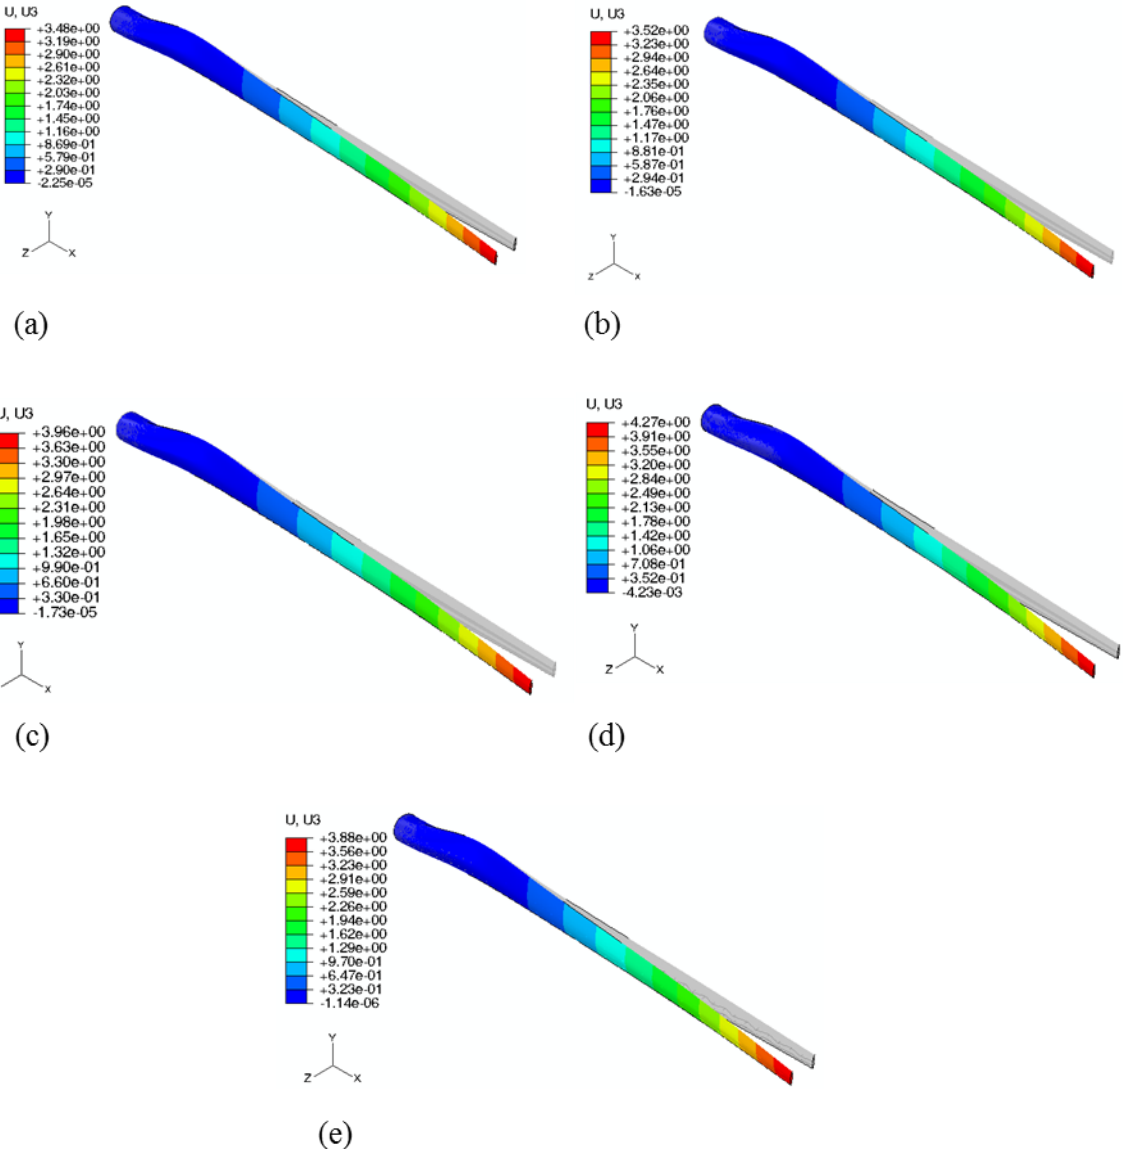 U, U3
+3.48e+00
+3.19e+00
+2.90e+00
+2.61e+00
+2.32e+00
+2.03e+00
+1.74e+00
+1.45e+00
+1.16e+00
+8.69e-01
+5.79e-01
+2.90e-01
-2.25e-05
Y
Z X
(a)
U, U3
+3.52e+00
+3.23e+00
+2.94e+00
+2.64e+00
+2.35e+00
+2.06e+00
+1.76e+00
+1.47e+00
+1.17e+00
+8.81e-01
+5.87e-01
+2.94e-01
-1.63e-05
Y
Z X
(b)
U, U3
+3.96e+00
+3.63e+00
+3.30e+00
+2.97e+00
+2.64e+00
+2.31e+00
+1.98e+00
+1.65e+00
+1.32e+00
+9.90e-01
+6.60e-01
+3.30e-01
-1.73e-05
Y
X
(c)
U, U3
+4.27e+00
+3.91e+00
+3.55e+00
+3.20e+00
+2.84e+00
+2.49e+00
+2.13e+00
+1.78e+00
+1.42e+00
+1.06e+00
+7.08e-01
+3.52e-01
-4.23e-03
Y
Z X
(d)
U, U3
+3.88e+00
+3.56e+00
+3.23e+00
+2.91e+00
+2.59e+00
+2.26e+00
+1.94e+00
+1.62e+00
+1.29e+00
+9.70e-01
+6.47e-01
+3.23e-01
-1.14e-06
Y
Z X
(e)